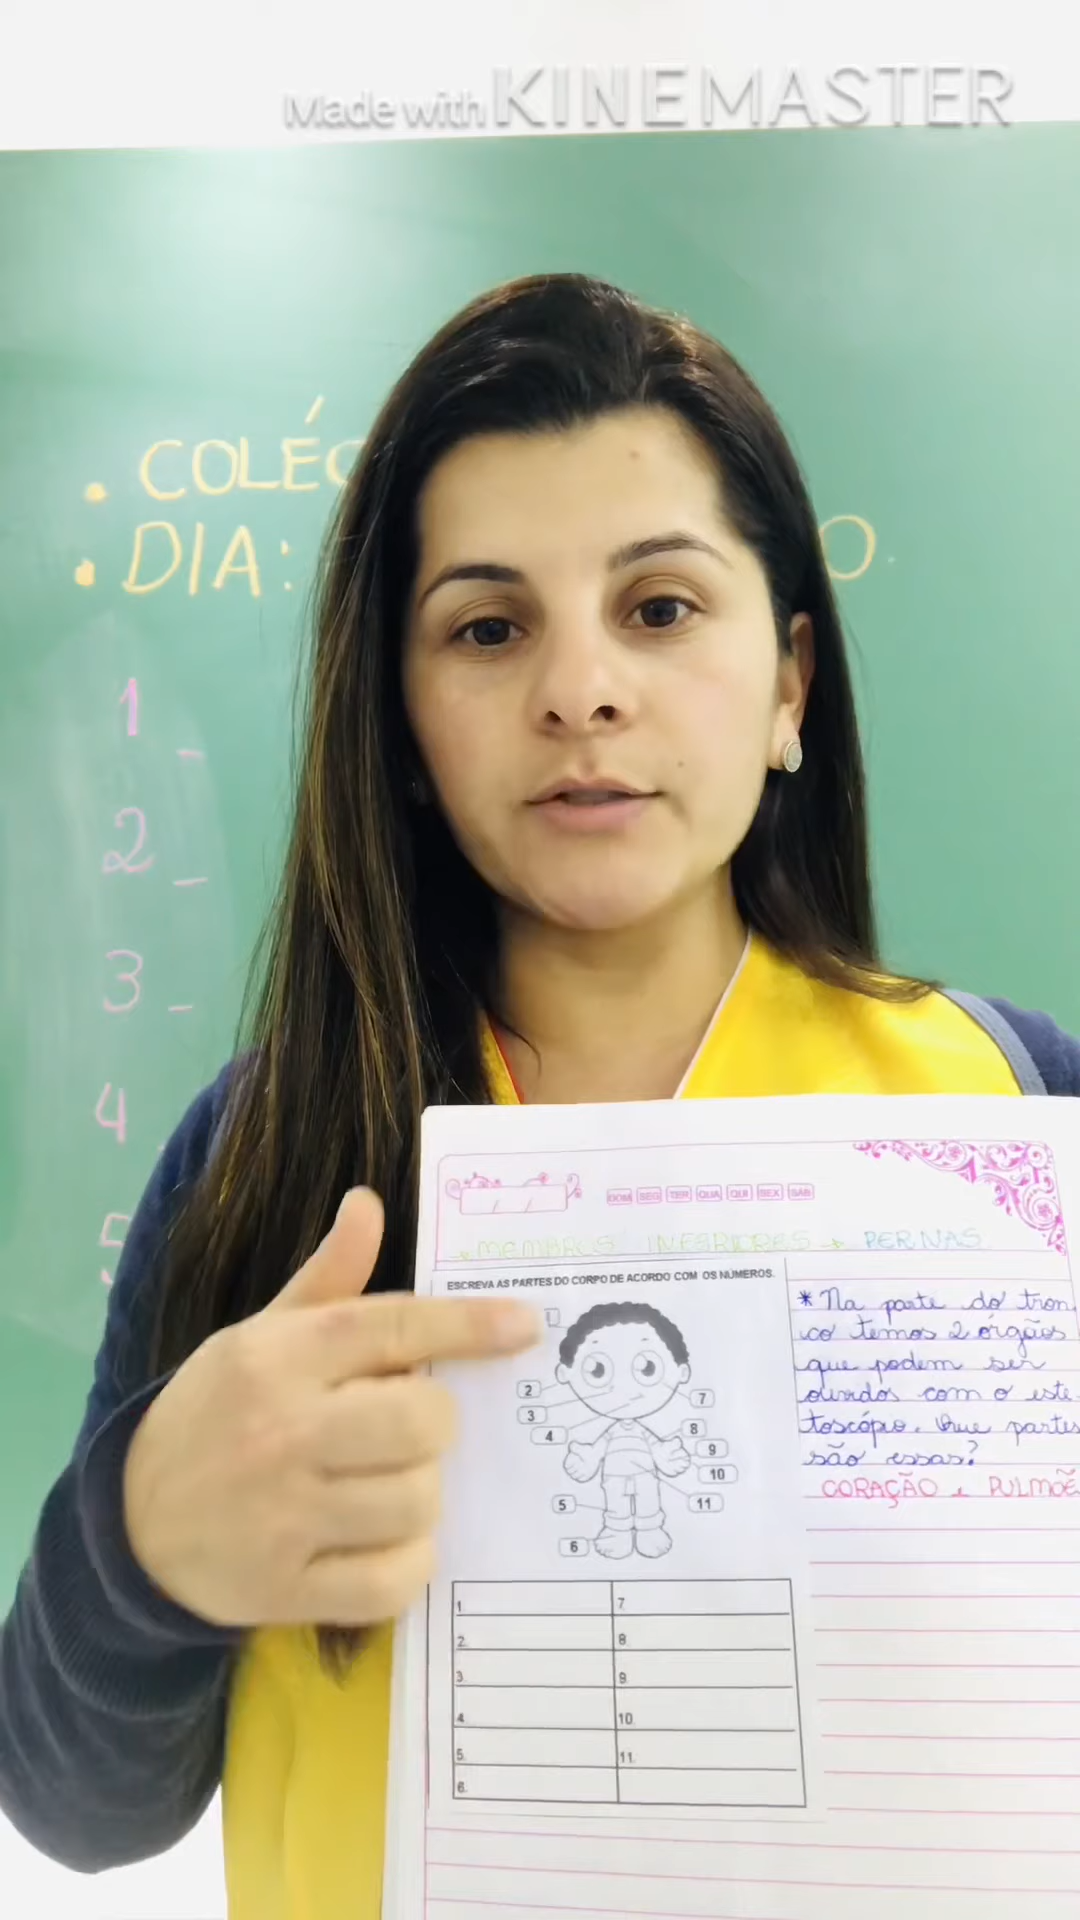 Made with KINEMASTER
. COLÉG
. DIA: O.
1 _
2 _
3 _
4 .
5
DOM SEG TER QUA QUI SEX SAB
→ MEMBROS INFERIORES → PERNAS
ESCREVA AS PARTES DO CORPO DE ACORDO COM OS NÚMEROS.
1
2
3
4
5
6
7
8
9
10
11
1.
2.
3.
4.
5.
6.
7.
8.
9.
10.
11.
* Na parte do tron
co temos 2 órgãos
que podem ser
ouvidos com o este
toscópio. Que partes
são essas?
CORAÇÃO e PULMÕE